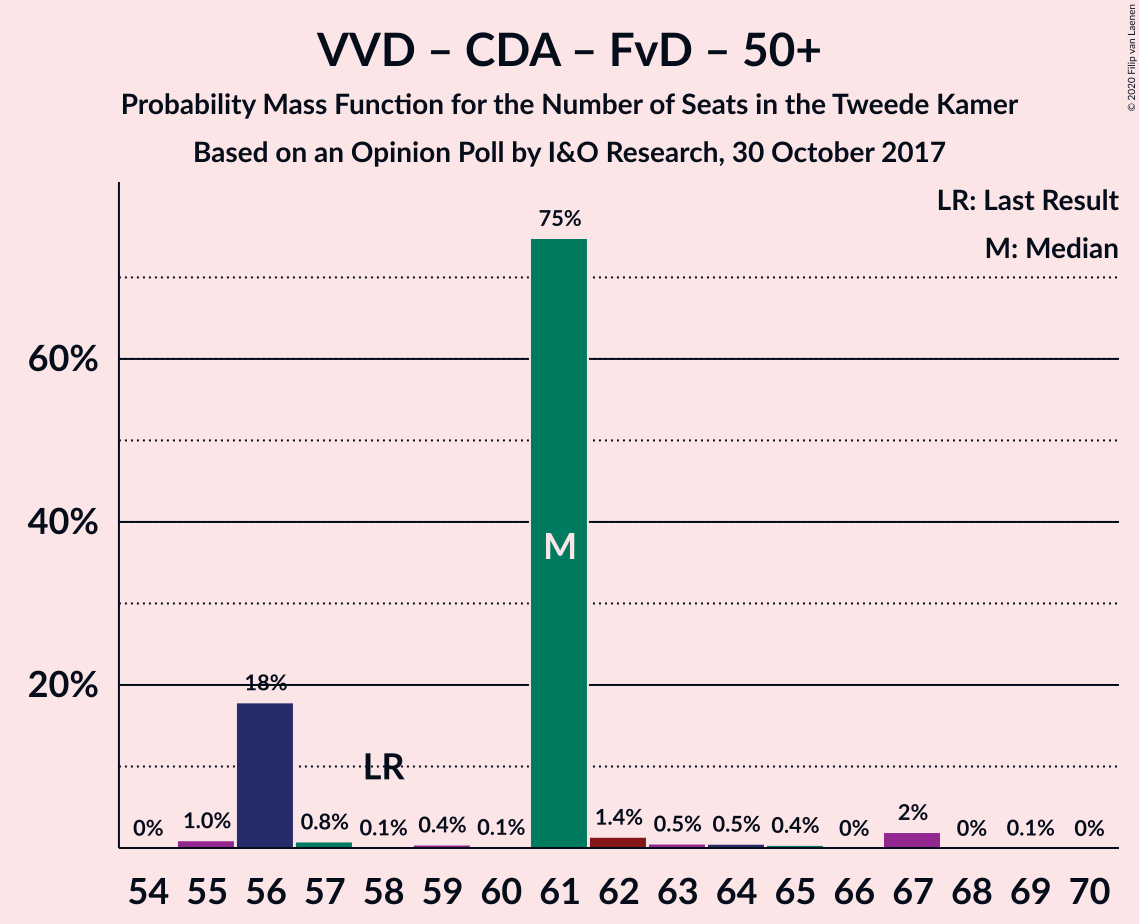 VVD – CDA – FvD – 50+
Probability Mass Function for the Number of Seats in the Tweede Kamer
Based on an Opinion Poll by I&O Research, 30 October 2017
© 2020 Filip van Laenen
LR: Last Result
M: Median
75%
60%
40%
M
20%
18%
LR
0% 1.0% 0.8% 0.1% 0.4% 0.1% 1.4% 0.5% 0.5% 0.4% 0% 2% 0% 0.1% 0%
54 55 56 57 58 59 60 61 62 63 64 65 66 67 68 69 70